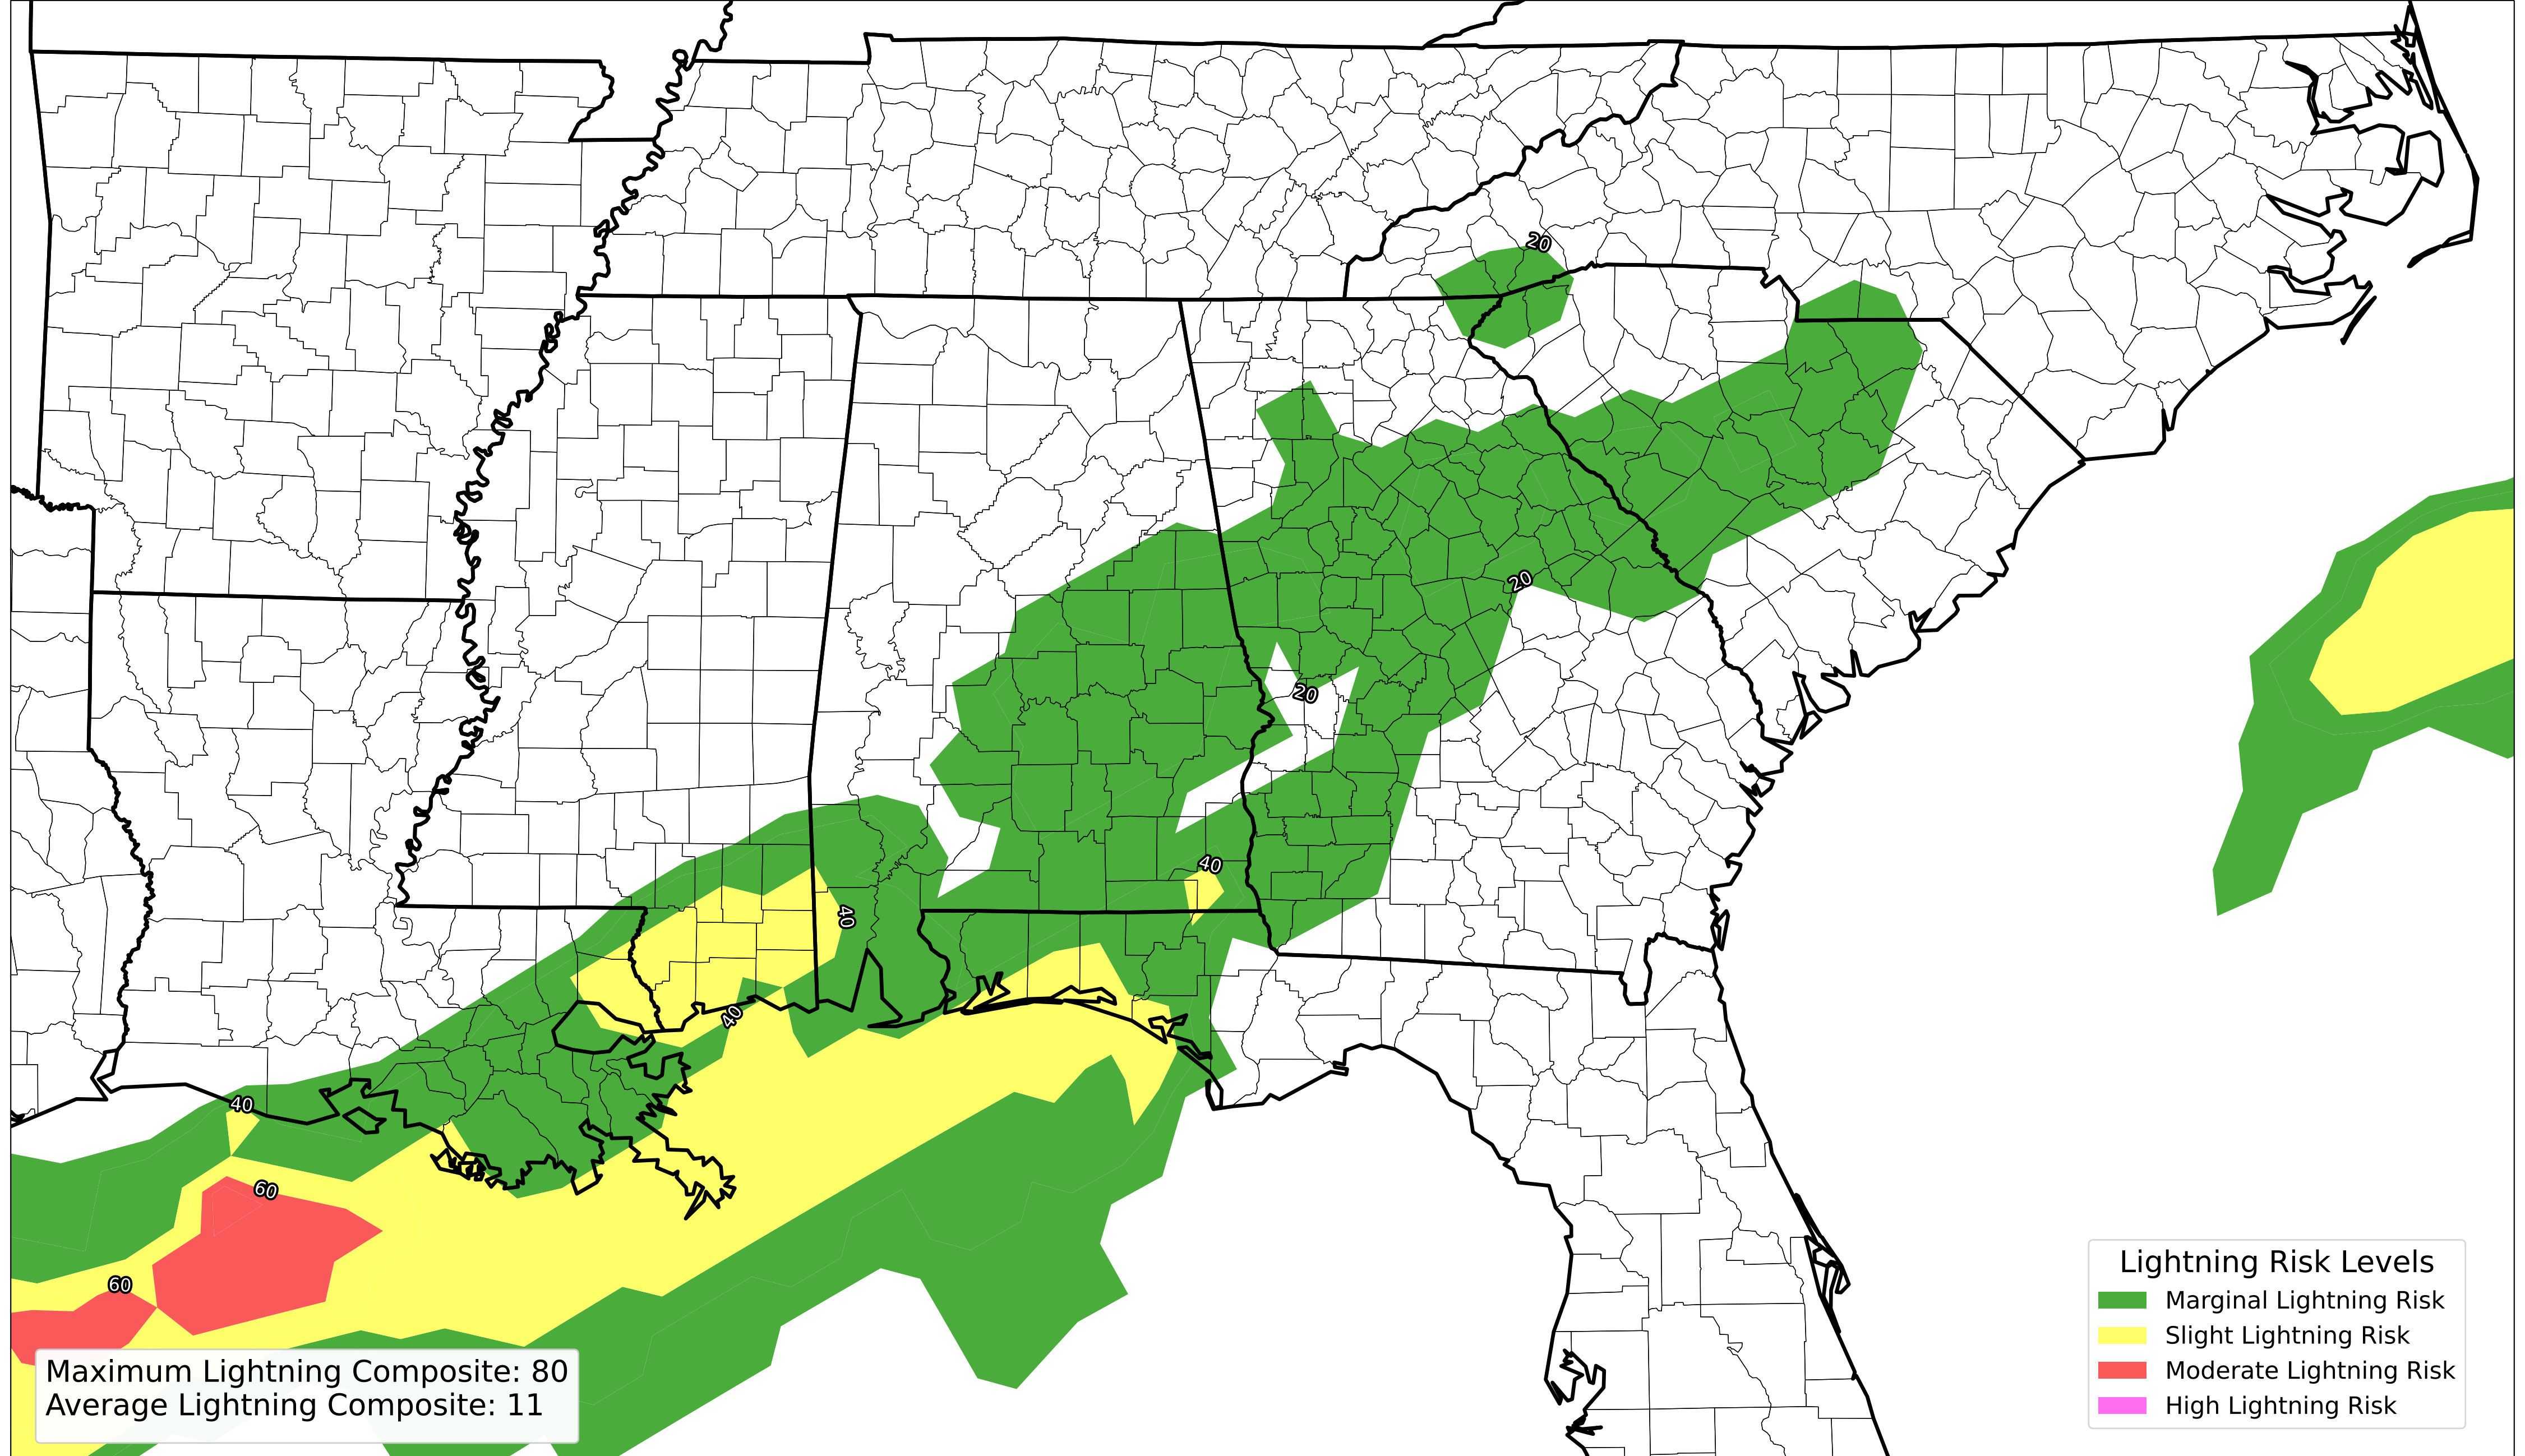 20
20
20
40
40
40
40
60
60
Maximum Lightning Composite: 80
Average Lightning Composite: 11
Lightning Risk Levels
Marginal Lightning Risk
Slight Lightning Risk
Moderate Lightning Risk
High Lightning Risk